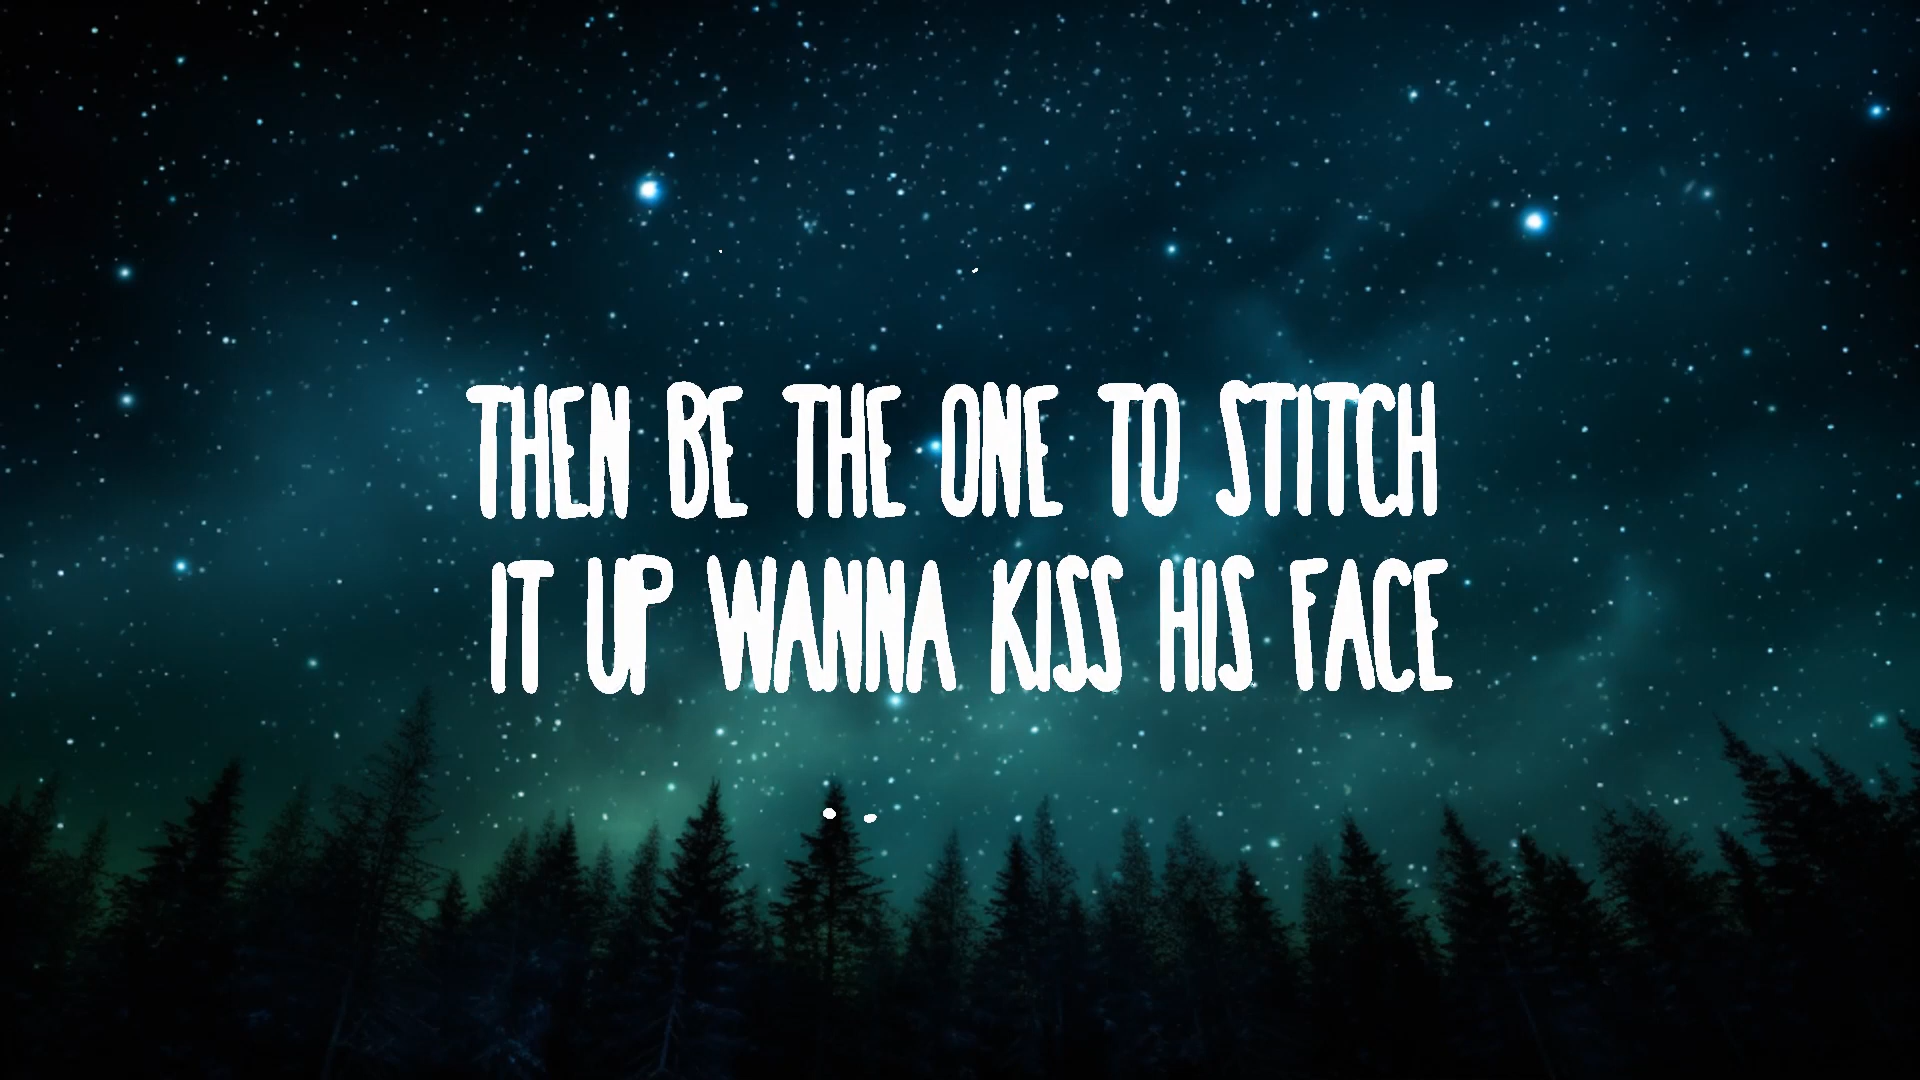 THEN BE THE ONE TO STITCH
IT UP WANNA KISS HIS FACE